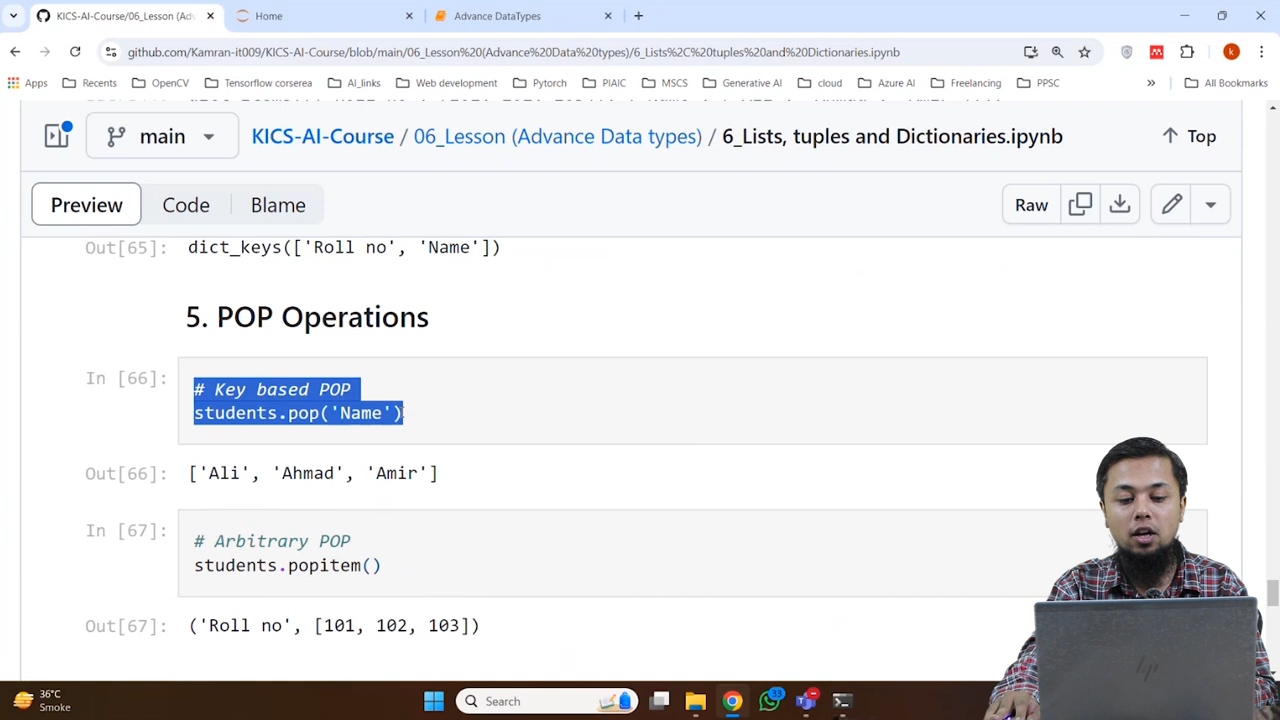 KICS-AI-Course/06_Lesson (Adv
Home
Advance DataTypes
github.com/Kamran-it009/KICS-AI-Course/blob/main/06_Lesson%20(Advance%20Data%20types)/6_Lists%2C%20tuples%20and%20Dictionaries.ipynb
k
Apps
Recents
OpenCV
Tensorflow corserea
AI_links
Web development
Pytorch
PIAIC
MSCS
Generative AI
cloud
Azure AI
Freelancing
PPSC
»
All Bookmarks
main
KICS-AI-Course / 06_Lesson (Advance Data types) / 6_Lists, tuples and Dictionaries.ipynb
Top
Preview
Code
Blame
Raw
Out[65]: dict_keys(['Roll no', 'Name'])
5. POP Operations
In [66]: # Key based POP
students.pop('Name')
Out[66]: ['Ali', 'Ahmad', 'Amir']
In [67]: # Arbitrary POP
students.popitem()
Out[67]: ('Roll no', [101, 102, 103])
hp
36°C
Smoke
Search
33